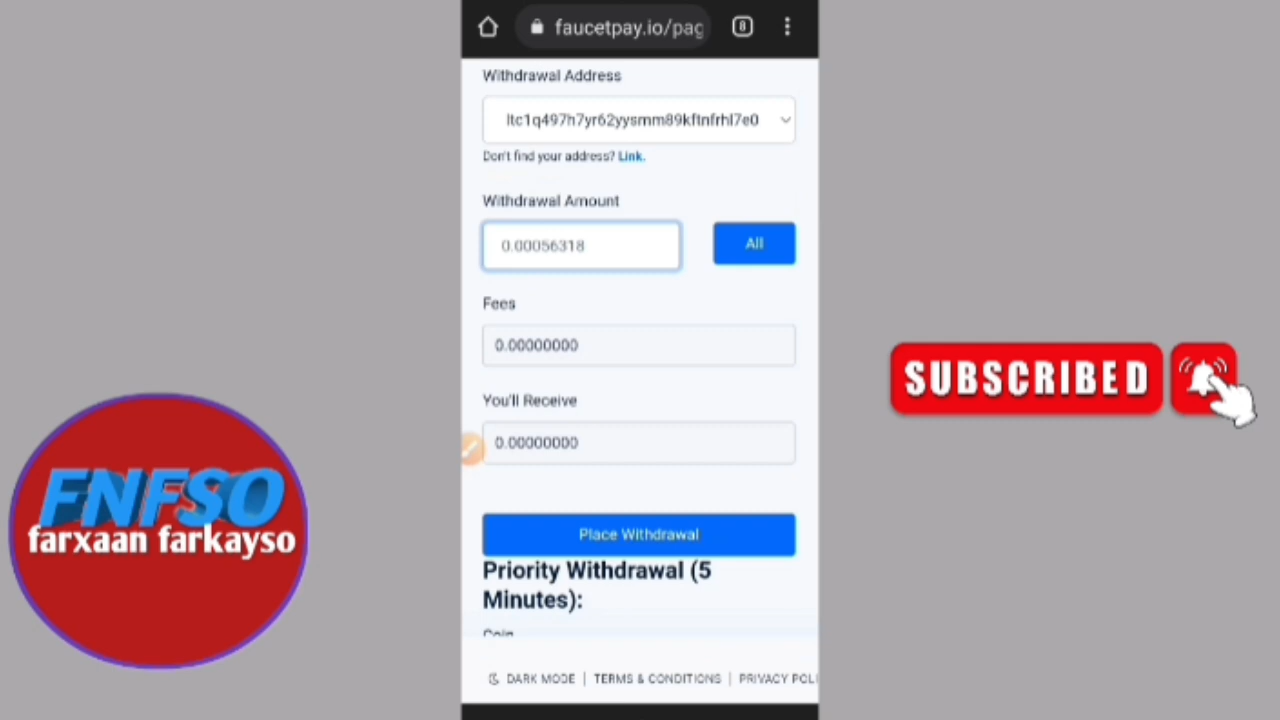 faucetpay.io/pag
8
Withdrawal Address
ltc1q497h7yr62yysmm89kftnfrhl7e0
Don't find your address? Link.
Withdrawal Amount
0.00056318
All
Fees
0.00000000
You'll Receive
0.00000000
Place Withdrawal
Priority Withdrawal (5
Minutes):
Coin
DARK MODE | TERMS & CONDITIONS | PRIVACY POLI
FNFSO
farxaan farkayso
SUBSCRIBED